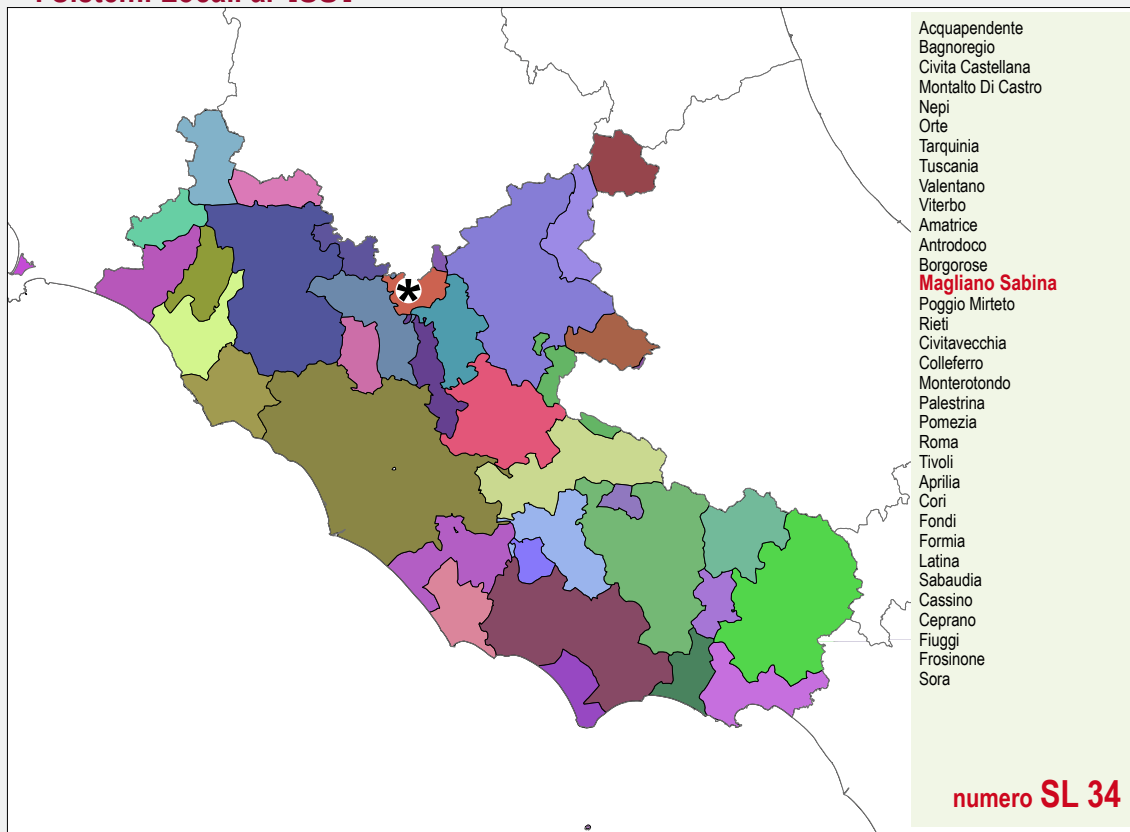 Acquapendente
Bagnoregio
Civita Castellana
Montalto Di Castro
Nepi
Orte
Tarquinia
Tuscania
Valentano
Viterbo
Amatrice
Antrodoco
Borgorose
Magliano Sabina
Poggio Mirteto
Rieti
Civitavecchia
Colleferro
Monterotondo
Palestrina
Pomezia
Roma
Tivoli
Aprilia
Cori
Fondi
Formia
Latina
Sabaudia
Cassino
Ceprano
Fiuggi
Frosinone
Sora
numero SL 34